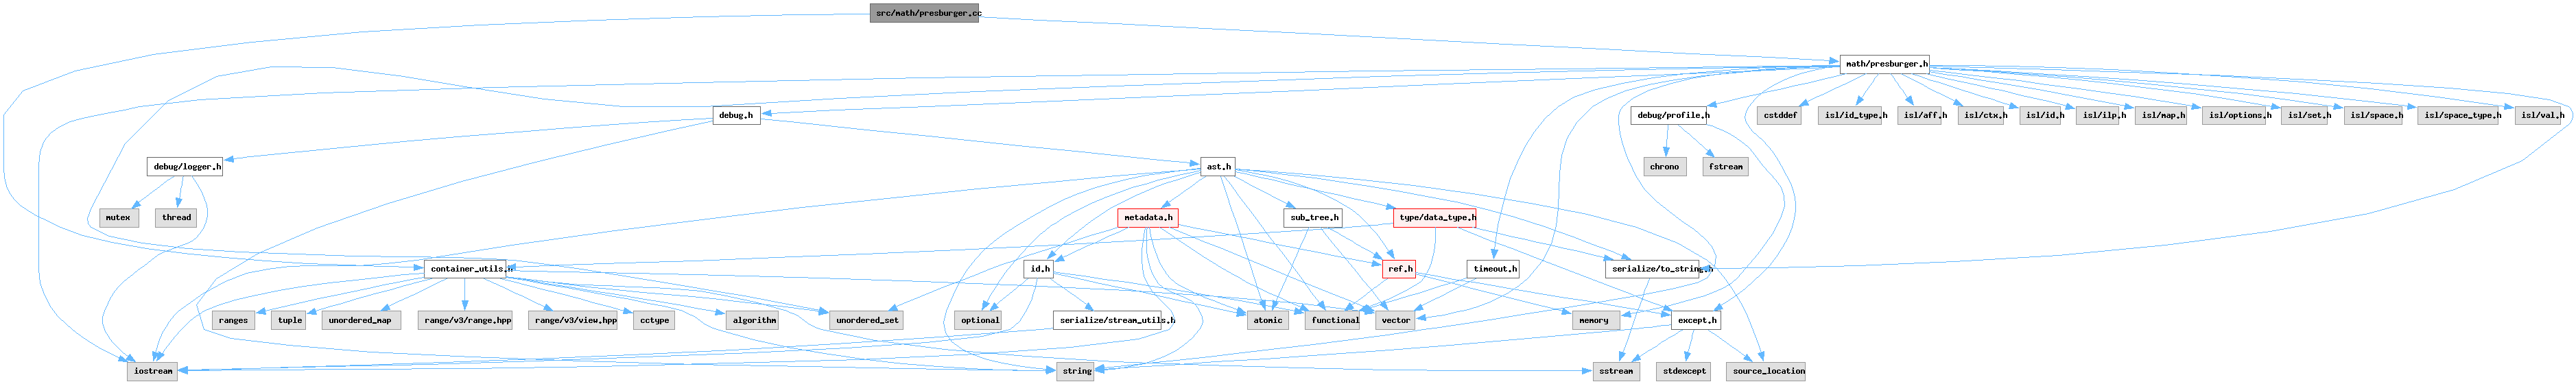 src/math/presburger.cc
math/presburger.h
debug.h
debug/profile.h
cstddef
isl/id_type.h
isl/aff.h
isl/ctx.h
isl/id.h
isl/ilp.h
isl/map.h
isl/options.h
isl/set.h
isl/space.h
isl/space_type.h
isl/val.h
debug/logger.h
ast.h
chrono
fstream
mutex
thread
metadata.h
sub_tree.h
type/data_type.h
container_utils.h
id.h
ref.h
timeout.h
serialize/to_string.h
ranges
tuple
unordered_map
range/v3/range.hpp
range/v3/view.hpp
cctype
algorithm
unordered_set
optional
serialize/stream_utils.h
atomic
functional
vector
memory
except.h
iostream
string
sstream
stdexcept
source_location